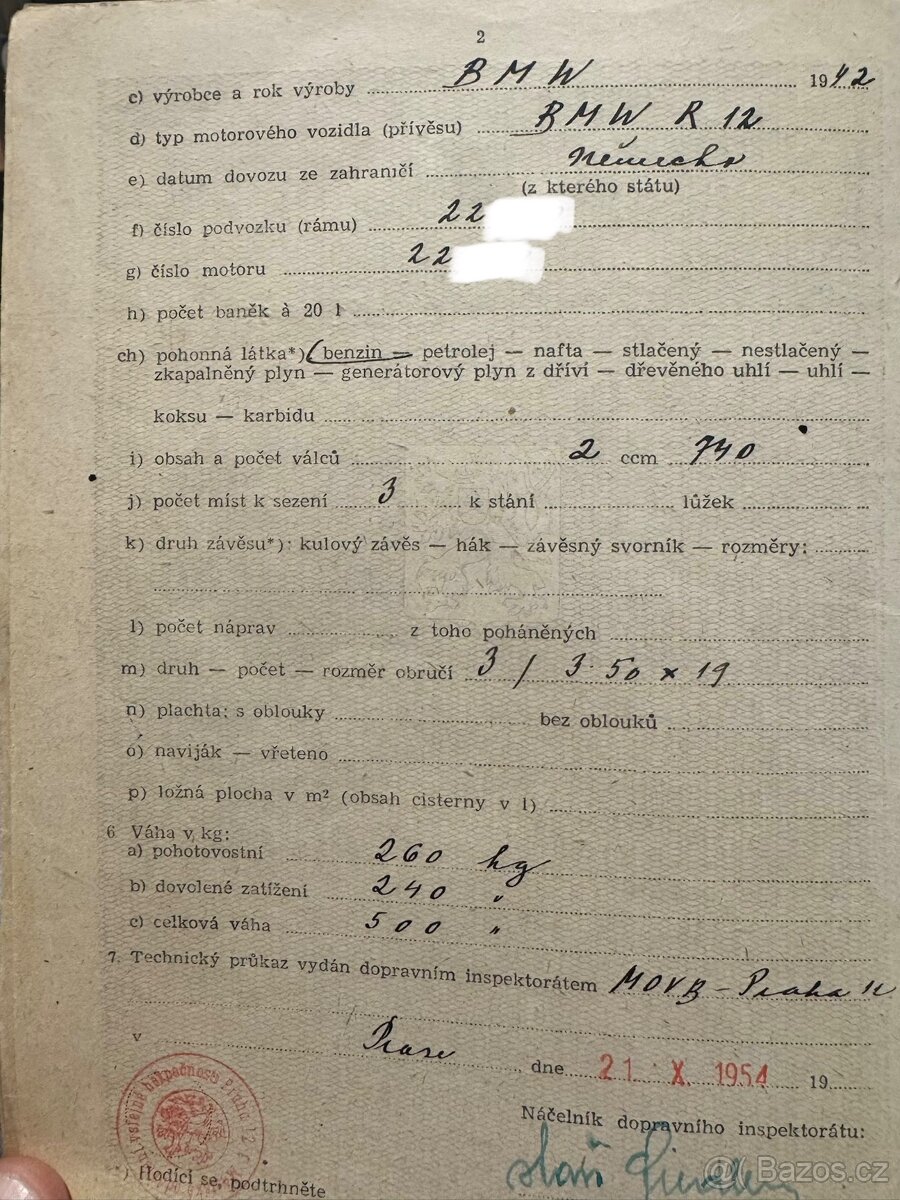 2
c) výrobce a rok výroby BMW 1942
d) typ motorového vozidla (přívěsu) BMW R 12
e) datum dovozu ze zahraničí Německo
(z kterého státu)
f) číslo podvozku (rámu) 22
g) číslo motoru 22
h) počet baněk à 20 l
ch) pohonná látka*) benzin — petrolej — nafta — stlačený — nestlačený —
zkapalněný plyn — generátorový plyn z dříví — dřevěného uhlí — uhlí —
koksu — karbidu
i) obsah a počet válců 2 ccm 740
j) počet míst k sezení 3 k stání lůžek
k) druh závěsu*): kulový závěs — hák — závěsný svorník — rozměry:
l) počet náprav z toho poháněných
m) druh — počet — rozměr obručí 3 / 3.50 x 19
n) plachta: s oblouky bez oblouků
o) naviják — vřeteno
p) ložná plocha v m² (obsah cisterny v l)
6 Váha v kg:
a) pohotovostní 260 kg
b) dovolené zatížení 240 "
c) celková váha 500 "
7. Technický průkaz vydán dopravním inspektorátem MOVB - Praha
v Praze dne 21 X. 1954 19
Náčelník dopravního inspektorátu:
veřejné bezpečnosti Praha
*) Hodící se podtrhněte
@ Bazos.cz